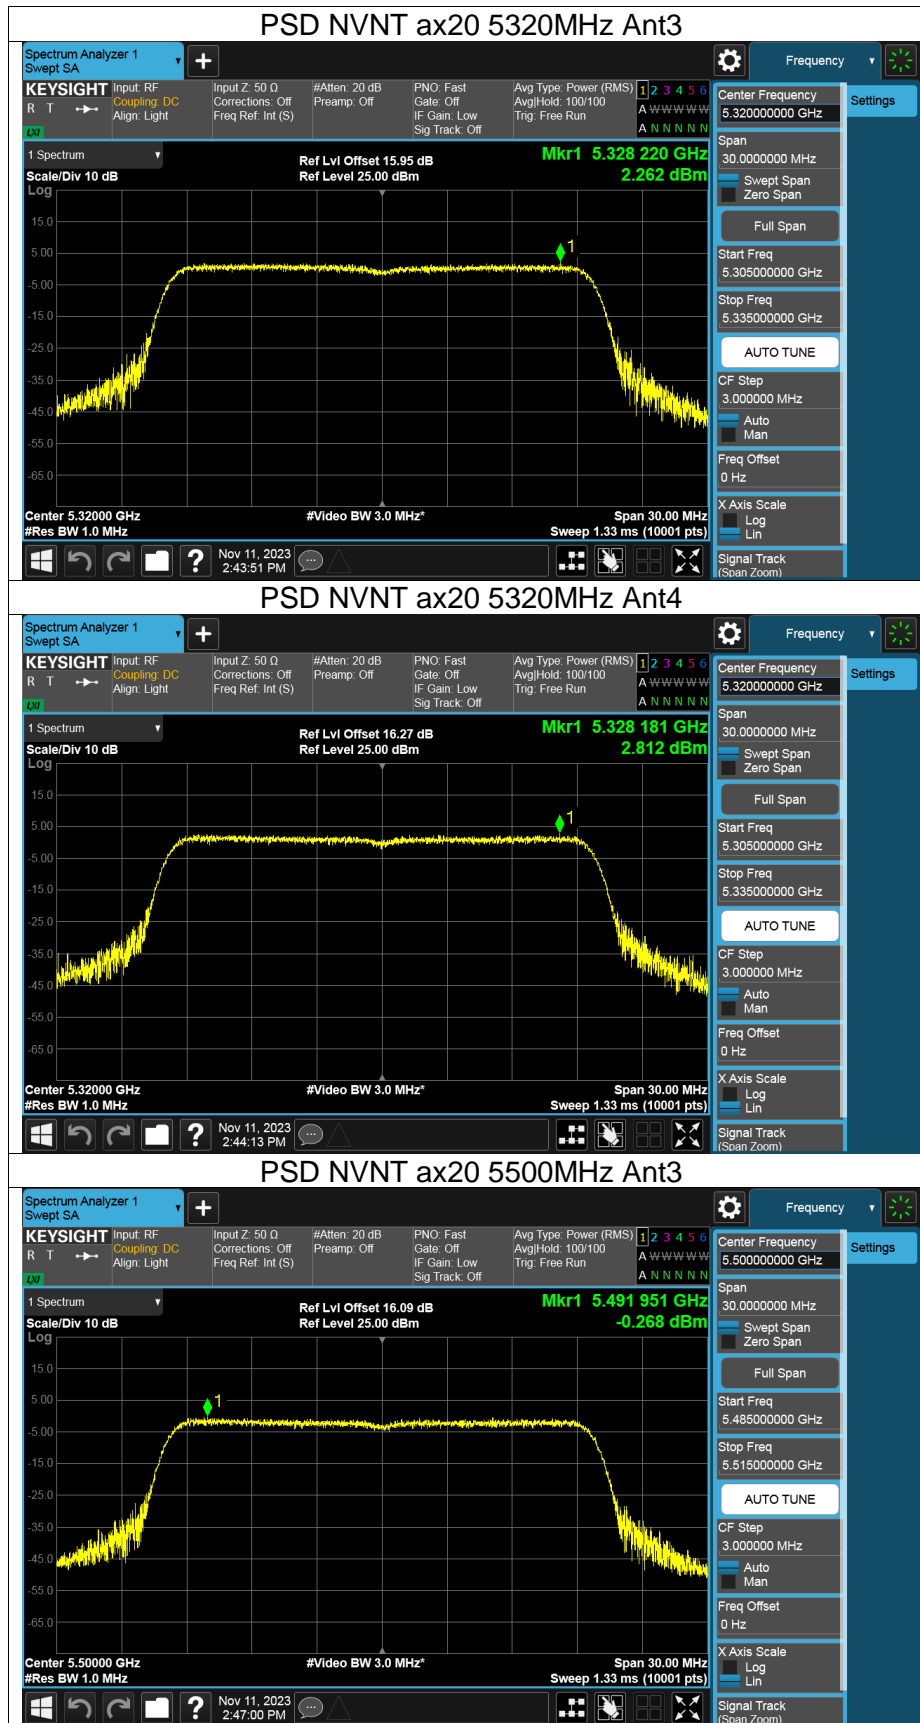 PSD NVNT ax20 5320MHz Ant3
Spectrum Analyzer 1
Swept SA
+
Frequency
KEYSIGHT
R T
LXI
Input: RF
Coupling: DC
Align: Light
Input Z: 50 Ω
Corrections: Off
Freq Ref: Int (S)
#Atten: 20 dB
Preamp: Off
PNO: Fast
Gate: Off
IF Gain: Low
Sig Track: Off
Avg Type: Power (RMS)
Avg|Hold: 100/100
Trig: Free Run
1 2 3 4 5 6
A W W W W W
A N N N N N
1 Spectrum
Scale/Div 10 dB
Ref Lvl Offset 15.95 dB
Ref Level 25.00 dBm
Mkr1 5.328 220 GHz
2.262 dBm
Log
15.0
5.00
-5.00
-15.0
-25.0
-35.0
-45.0
-55.0
-65.0
1
Center 5.32000 GHz
#Res BW 1.0 MHz
#Video BW 3.0 MHz*
Span 30.00 MHz
Sweep 1.33 ms (10001 pts)
Nov 11, 2023
2:43:51 PM
Center Frequency
5.320000000 GHz
Settings
Span
30.0000000 MHz
Swept Span
Zero Span
Full Span
Start Freq
5.305000000 GHz
Stop Freq
5.335000000 GHz
AUTO TUNE
CF Step
3.000000 MHz
Auto
Man
Freq Offset
0 Hz
X Axis Scale
Log
Lin
Signal Track
(Span Zoom)
PSD NVNT ax20 5320MHz Ant4
Spectrum Analyzer 1
Swept SA
+
Frequency
KEYSIGHT
R T
LXI
Input: RF
Coupling: DC
Align: Light
Input Z: 50 Ω
Corrections: Off
Freq Ref: Int (S)
#Atten: 20 dB
Preamp: Off
PNO: Fast
Gate: Off
IF Gain: Low
Sig Track: Off
Avg Type: Power (RMS)
Avg|Hold: 100/100
Trig: Free Run
1 2 3 4 5 6
A W W W W W
A N N N N N
1 Spectrum
Scale/Div 10 dB
Ref Lvl Offset 16.27 dB
Ref Level 25.00 dBm
Mkr1 5.328 181 GHz
2.812 dBm
Log
15.0
5.00
-5.00
-15.0
-25.0
-35.0
-45.0
-55.0
-65.0
1
Center 5.32000 GHz
#Res BW 1.0 MHz
#Video BW 3.0 MHz*
Span 30.00 MHz
Sweep 1.33 ms (10001 pts)
Nov 11, 2023
2:44:13 PM
Center Frequency
5.320000000 GHz
Settings
Span
30.0000000 MHz
Swept Span
Zero Span
Full Span
Start Freq
5.305000000 GHz
Stop Freq
5.335000000 GHz
AUTO TUNE
CF Step
3.000000 MHz
Auto
Man
Freq Offset
0 Hz
X Axis Scale
Log
Lin
Signal Track
(Span Zoom)
PSD NVNT ax20 5500MHz Ant3
Spectrum Analyzer 1
Swept SA
+
Frequency
KEYSIGHT
R T
LXI
Input: RF
Coupling: DC
Align: Light
Input Z: 50 Ω
Corrections: Off
Freq Ref: Int (S)
#Atten: 20 dB
Preamp: Off
PNO: Fast
Gate: Off
IF Gain: Low
Sig Track: Off
Avg Type: Power (RMS)
Avg|Hold: 100/100
Trig: Free Run
1 2 3 4 5 6
A W W W W W
A N N N N N
1 Spectrum
Scale/Div 10 dB
Ref Lvl Offset 16.09 dB
Ref Level 25.00 dBm
Mkr1 5.491 951 GHz
-0.268 dBm
Log
15.0
5.00
-5.00
-15.0
-25.0
-35.0
-45.0
-55.0
-65.0
1
Center 5.50000 GHz
#Res BW 1.0 MHz
#Video BW 3.0 MHz*
Span 30.00 MHz
Sweep 1.33 ms (10001 pts)
Nov 11, 2023
2:47:00 PM
Center Frequency
5.500000000 GHz
Settings
Span
30.0000000 MHz
Swept Span
Zero Span
Full Span
Start Freq
5.485000000 GHz
Stop Freq
5.515000000 GHz
AUTO TUNE
CF Step
3.000000 MHz
Auto
Man
Freq Offset
0 Hz
X Axis Scale
Log
Lin
Signal Track
(Span Zoom)